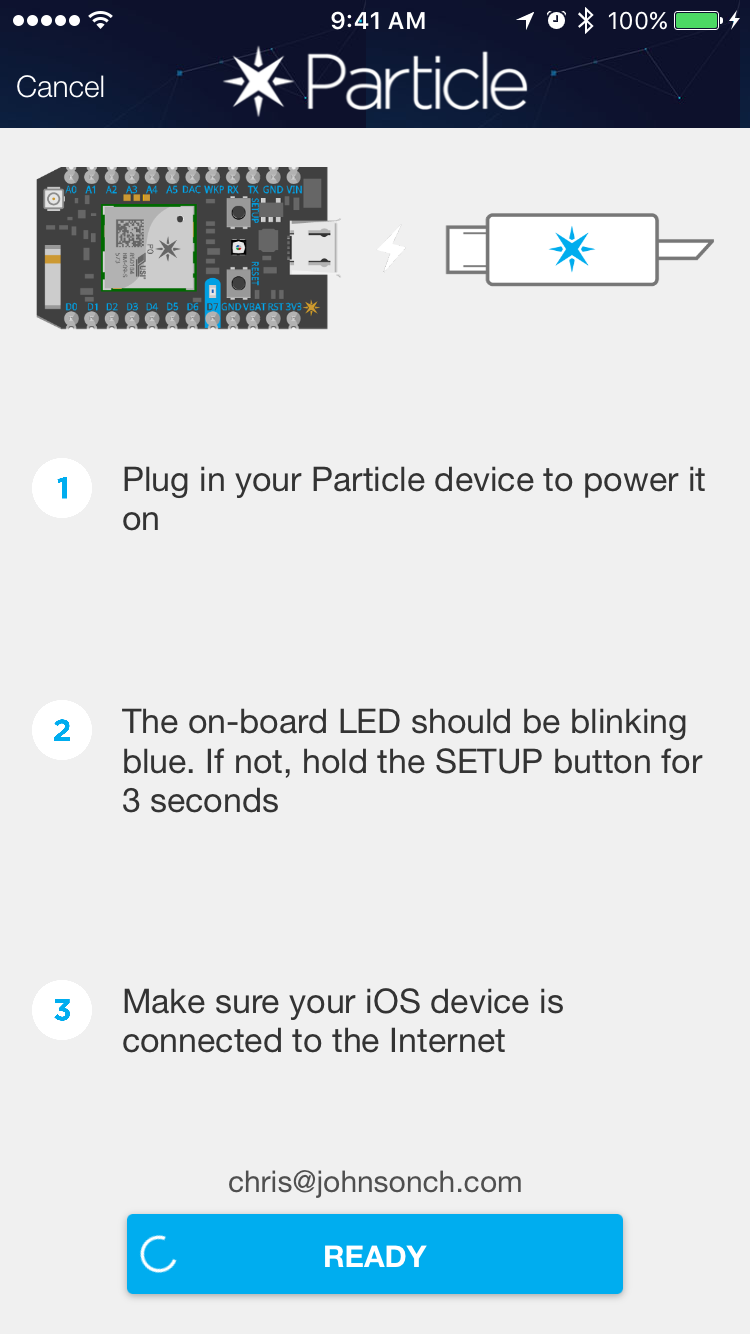 9:41 AM 100%
Cancel Particle
A0 A1 A2 A3 A4 A5 DAC WKP RX TX GND VIN
SETUP
P0
RESET
D0 D1 D2 D3 D4 D5 D6 D7 GND VBAT RST 3V3
1 Plug in your Particle device to power it
on
2 The on-board LED should be blinking
blue. If not, hold the SETUP button for
3 seconds
3 Make sure your iOS device is
connected to the Internet
chris@johnsonch.com
READY